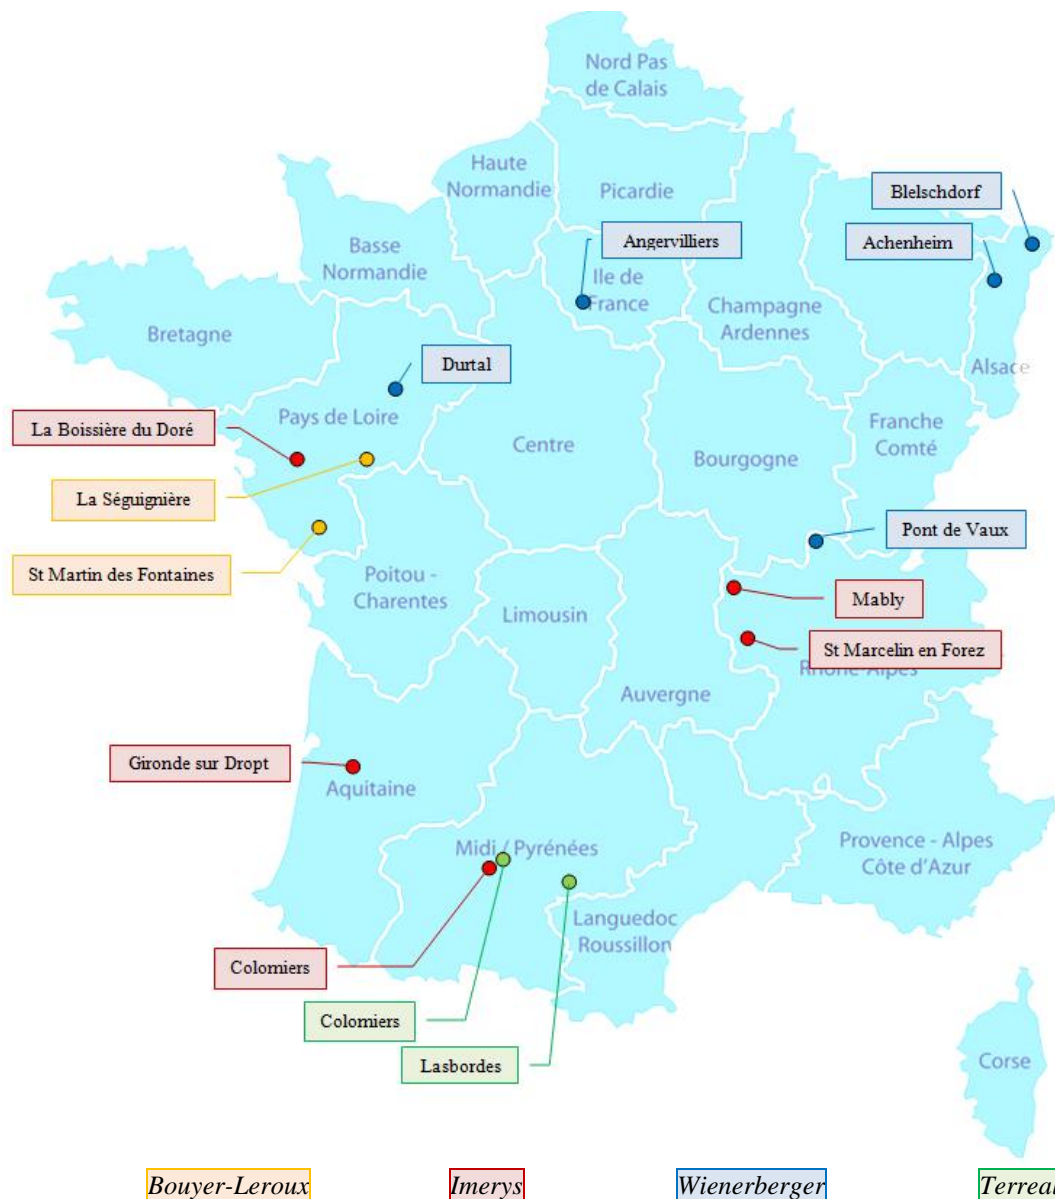 Nord Pas
de Calais
Haute
Normandie
Picardie
Blelschdorf
Angervilliers
Achenheim
Basse
Normandie
Ile de
France
Champagne
Ardennes
Bretagne
Durtal
Alsace
La Boissière du Doré
Pays de Loire
Franche
Comté
Centre
Bourgogne
La Séguignière
Pont de Vaux
St Martin des Fontaines
Poitou -
Charentes
Limousin
Mably
St Marcelin en Forez
Rhône-Alpes
Auvergne
Gironde sur Dropt
Aquitaine
Midi / Pyrénées
Provence - Alpes
Côte d'Azur
Languedoc
Roussillon
Colomiers
Colomiers
Lasbordes
Corse
Bouyer-Leroux Imerys Wienerberger Terreal